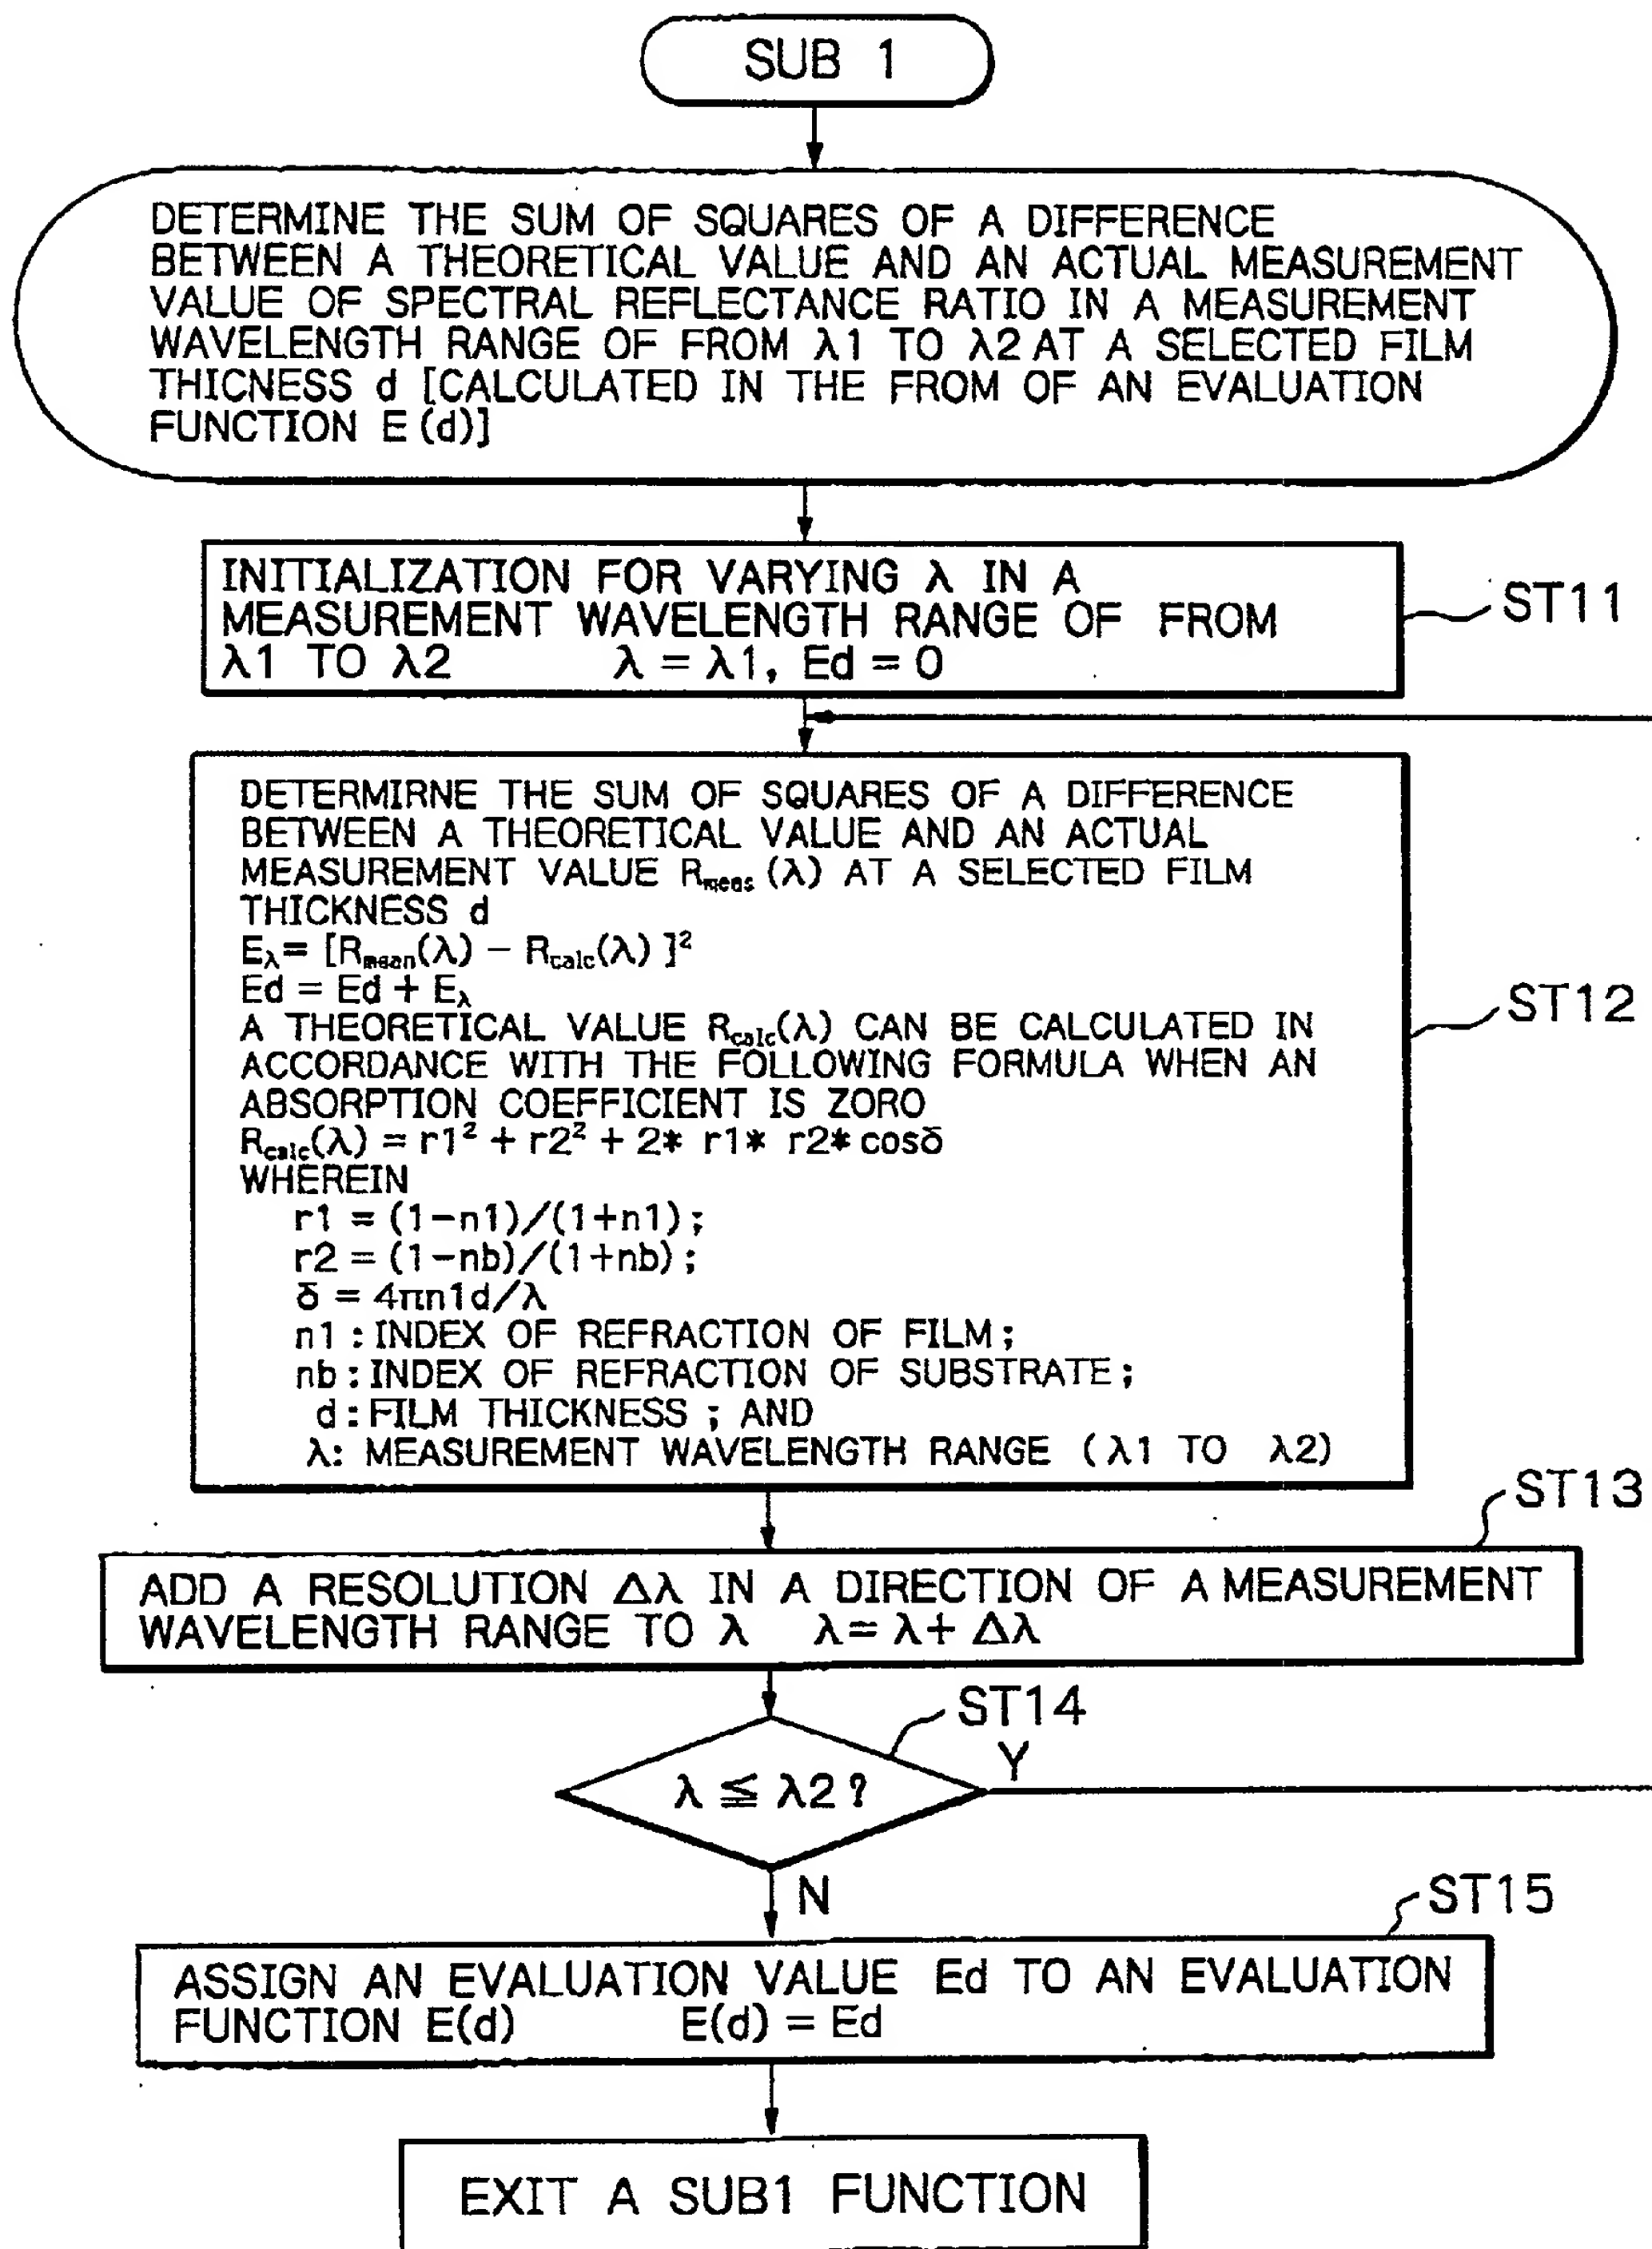 SUB 1
DETERMINE THE SUM OF SQUARES OF A DIFFERENCE
BETWEEN A THEORETICAL VALUE AND AN ACTUAL MEASUREMENT
VALUE OF SPECTRAL REFLECTANCE RATIO IN A MEASUREMENT
WAVELENGTH RANGE OF FROM λ1 TO λ2 AT A SELECTED FILM
THICNESS d [CALCULATED IN THE FROM OF AN EVALUATION
FUNCTION E (d)]
INITIALIZATION FOR VARYING λ IN A
MEASUREMENT WAVELENGTH RANGE OF FROM
λ1 TO λ2 λ = λ1, Ed = 0
ST11
DETERMIRNE THE SUM OF SQUARES OF A DIFFERENCE
BETWEEN A THEORETICAL VALUE AND AN ACTUAL
MEASUREMENT VALUE Rmeas (λ) AT A SELECTED FILM
THICKNESS d
Eλ = [Rmean(λ) − Rcalc(λ) ]²
Ed = Ed + Eλ
A THEORETICAL VALUE Rcalc(λ) CAN BE CALCULATED IN
ACCORDANCE WITH THE FOLLOWING FORMULA WHEN AN
ABSORPTION COEFFICIENT IS ZORO
Rcalc(λ) = r1² + r2² + 2* r1* r2* cosδ
WHEREIN
r1 = (1−n1)/(1+n1) ;
r2 = (1−nb)/(1+nb) ;
δ = 4πn1d/λ
n1 : INDEX OF REFRACTION OF FILM ;
nb : INDEX OF REFRACTION OF SUBSTRATE ;
d : FILM THICKNESS ; AND
λ: MEASUREMENT WAVELENGTH RANGE (λ1 TO λ2)
ST12
ST13
ADD A RESOLUTION Δλ IN A DIRECTION OF A MEASUREMENT
WAVELENGTH RANGE TO λ λ = λ + Δλ
ST14
λ ≦ λ2 ?
Y
N
ST15
ASSIGN AN EVALUATION VALUE Ed TO AN EVALUATION
FUNCTION E(d) E(d) = Ed
EXIT A SUB1 FUNCTION